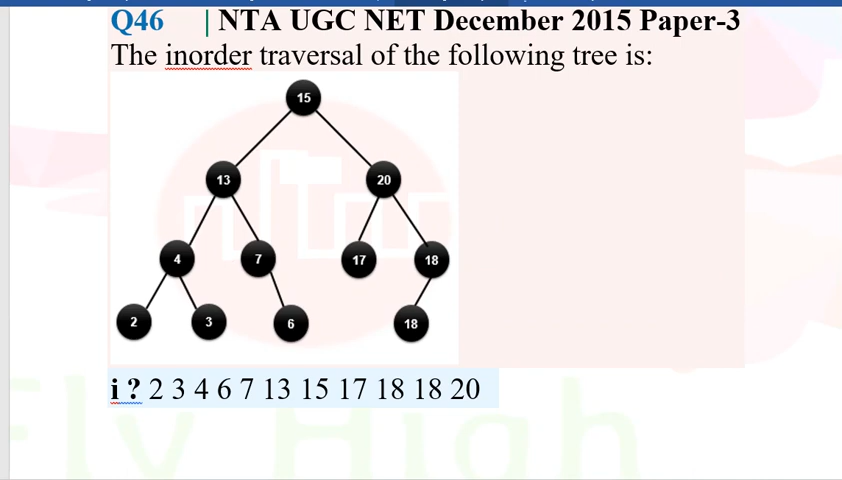 Q46 | NTA UGC NET December 2015 Paper-3
The inorder traversal of the following tree is:
15
13 20
4 7 17 18
2 3 6 18
i ? 2 3 4 6 7 13 15 17 18 18 20
Fly High